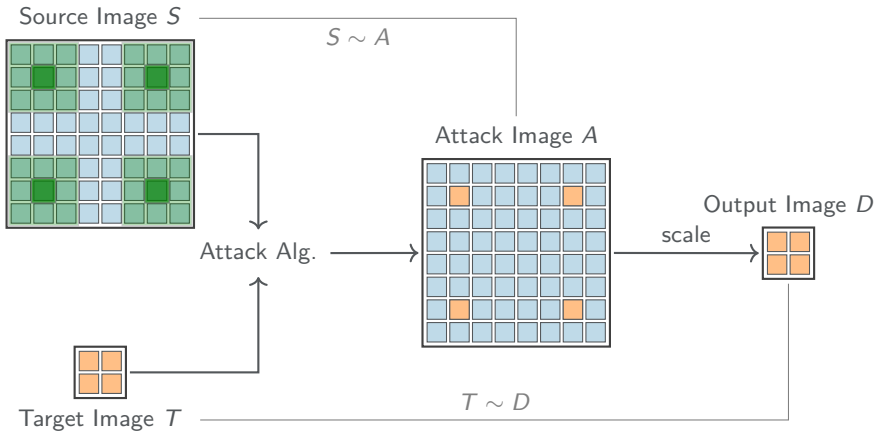 Source Image S
S ∼ A
Attack Image A
Output Image D
scale
Attack Alg.
T ∼ D
Target Image T